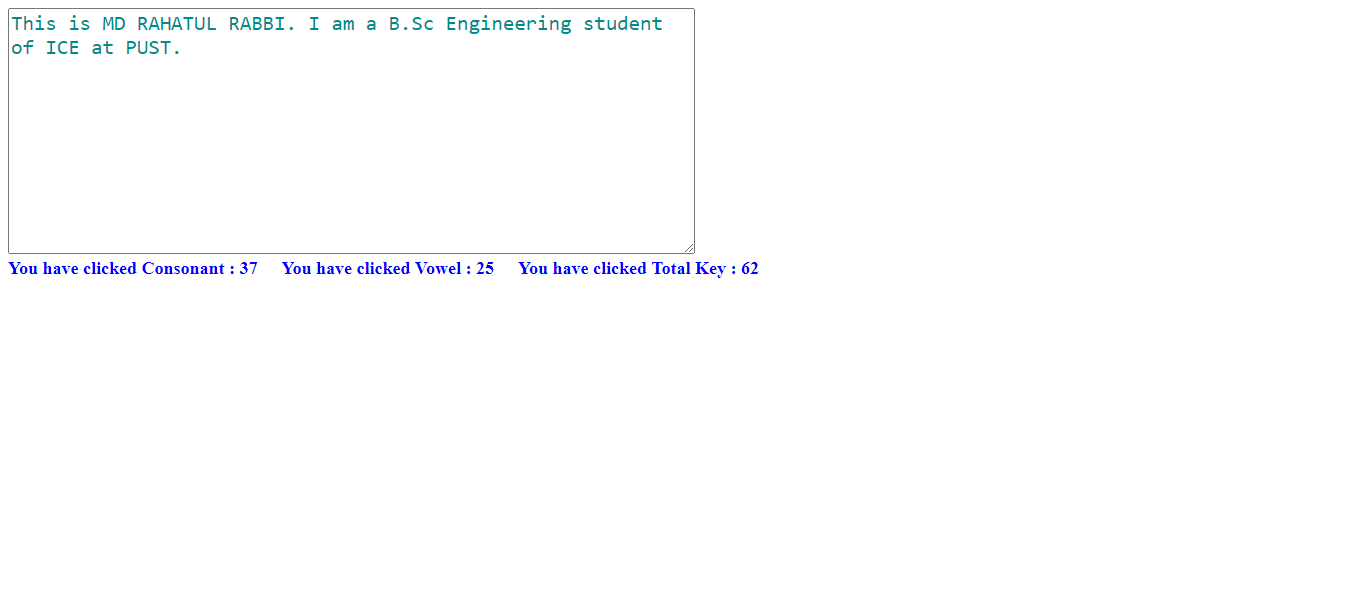 This is MD RAHATUL RABBI. I am a B.Sc Engineering student
of ICE at PUST.
You have clicked Consonant : 37 You have clicked Vowel : 25 You have clicked Total Key : 62